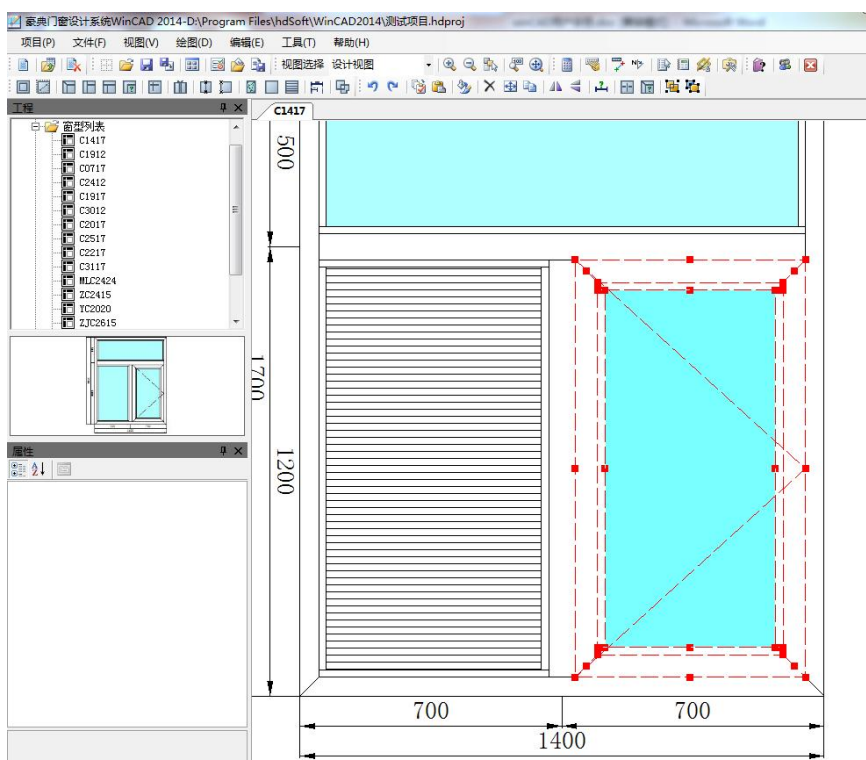 豪典门窗设计系统WinCAD 2014-D:\Program Files\hdSoft\WinCAD2014\测试项目.hdproj
项目(P) 文件(F) 视图(V) 绘图(D) 编辑(E) 工具(T) 帮助(H)
视图选择 设计视图
工程
C1417
窗型列表
C1417
C1912
C0717
C2412
C1917
C3012
C2017
C2517
C2217
C3117
MLC2424
ZC2415
YC2020
ZJC2615
属性
500
1700
1200
700 700
1400